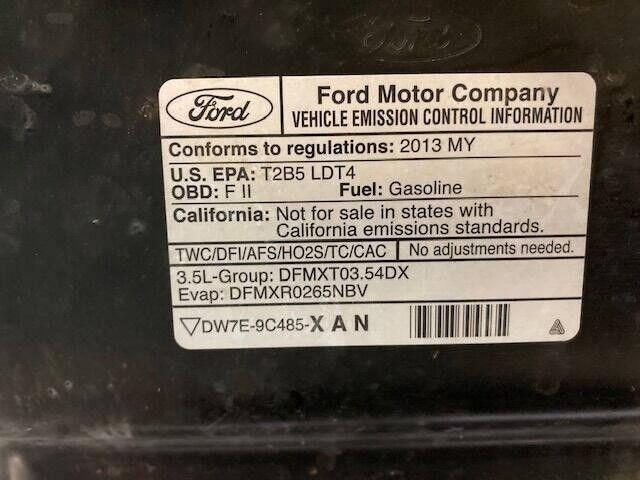 Ford
Ford
Ford Motor Company
VEHICLE EMISSION CONTROL INFORMATION
Conforms to regulations: 2013 MY
U.S. EPA: T2B5 LDT4
OBD: F II Fuel: Gasoline
California: Not for sale in states with
California emissions standards.
TWC/DFI/AFS/HO2S/TC/CAC No adjustments needed.
3.5L-Group: DFMXT03.54DX
Evap: DFMXR0265NBV
▽DW7E-9C485-X A N